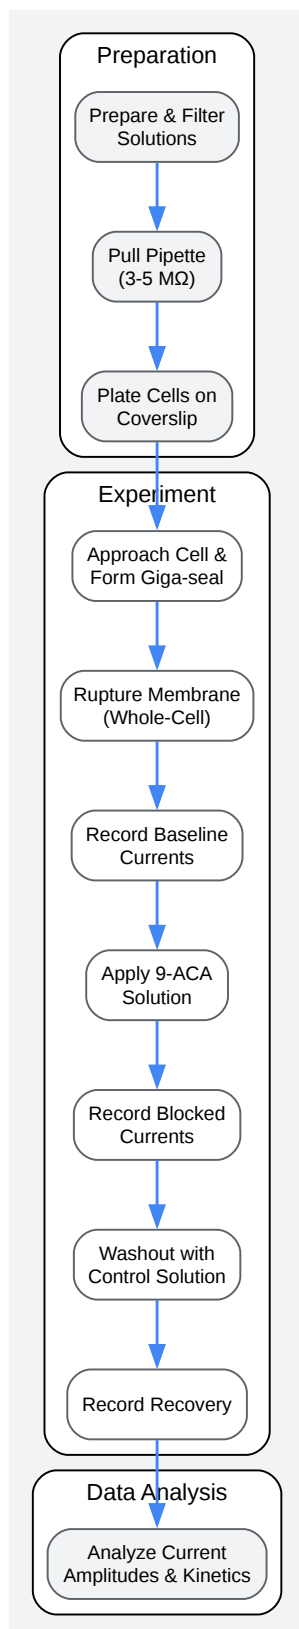 Preparation
Prepare & Filter
Solutions
Pull Pipette
(3-5 MΩ)
Plate Cells on
Coverslip
Experiment
Approach Cell &
Form Giga-seal
Rupture Membrane
(Whole-Cell)
Record Baseline
Currents
Apply 9-ACA
Solution
Record Blocked
Currents
Washout with
Control Solution
Record Recovery
Data Analysis
Analyze Current
Amplitudes & Kinetics